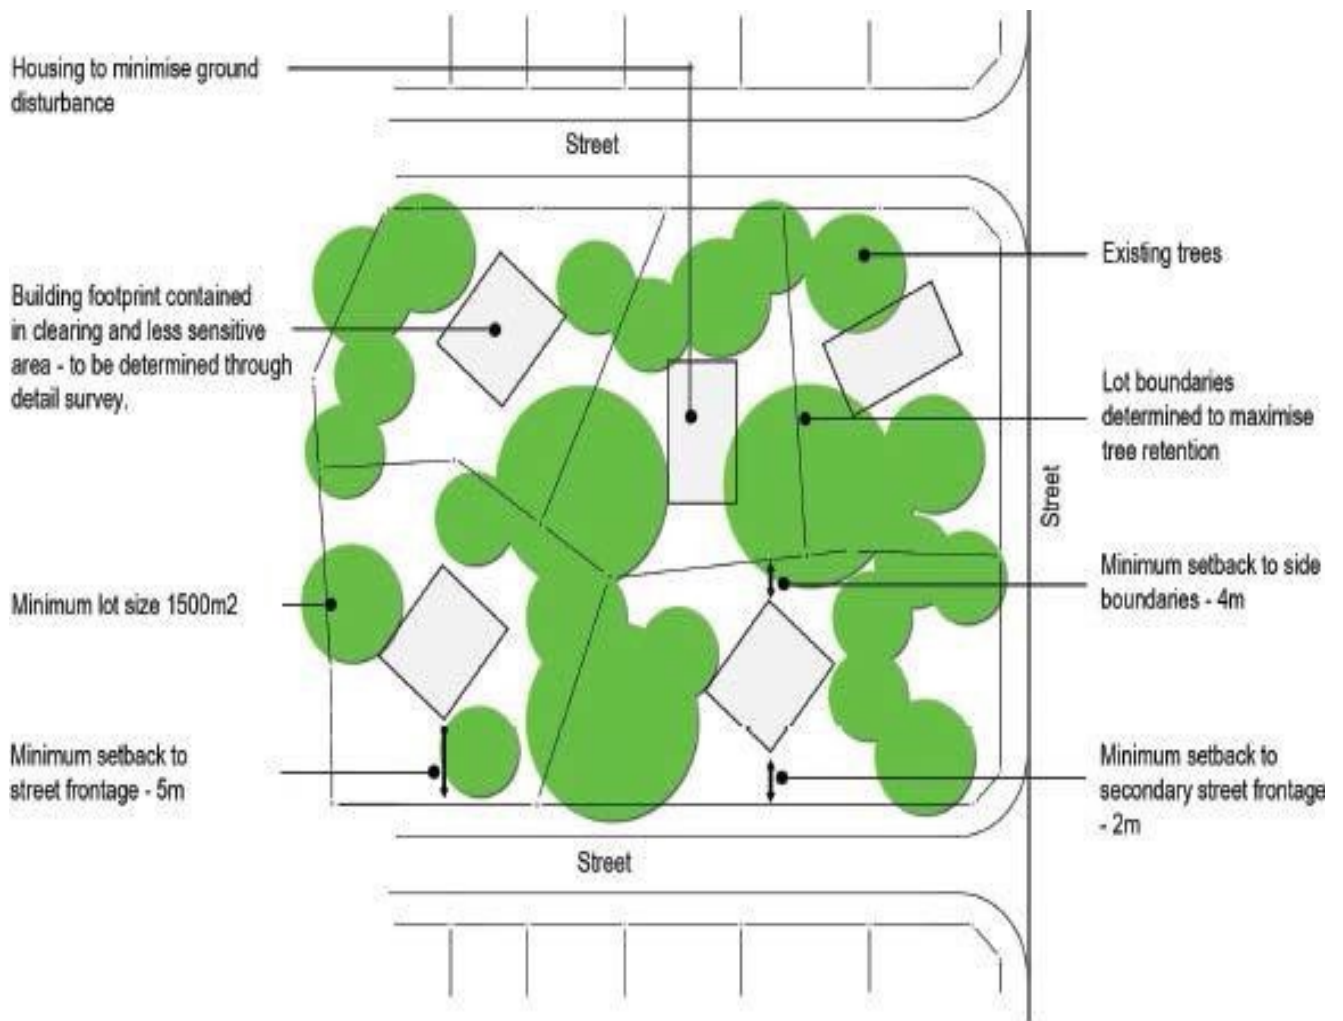 Housing to minimise ground
disturbance
Street
Existing trees
Building footprint contained
in clearing and less sensitive
area - to be determined through
detail survey.
Lot boundaries
determined to maximise
tree retention
Street
Minimum setback to side
boundaries - 4m
Minimum lot size 1500m2
Minimum setback to
street frontage - 5m
Minimum setback to
secondary street frontage
- 2m
Street